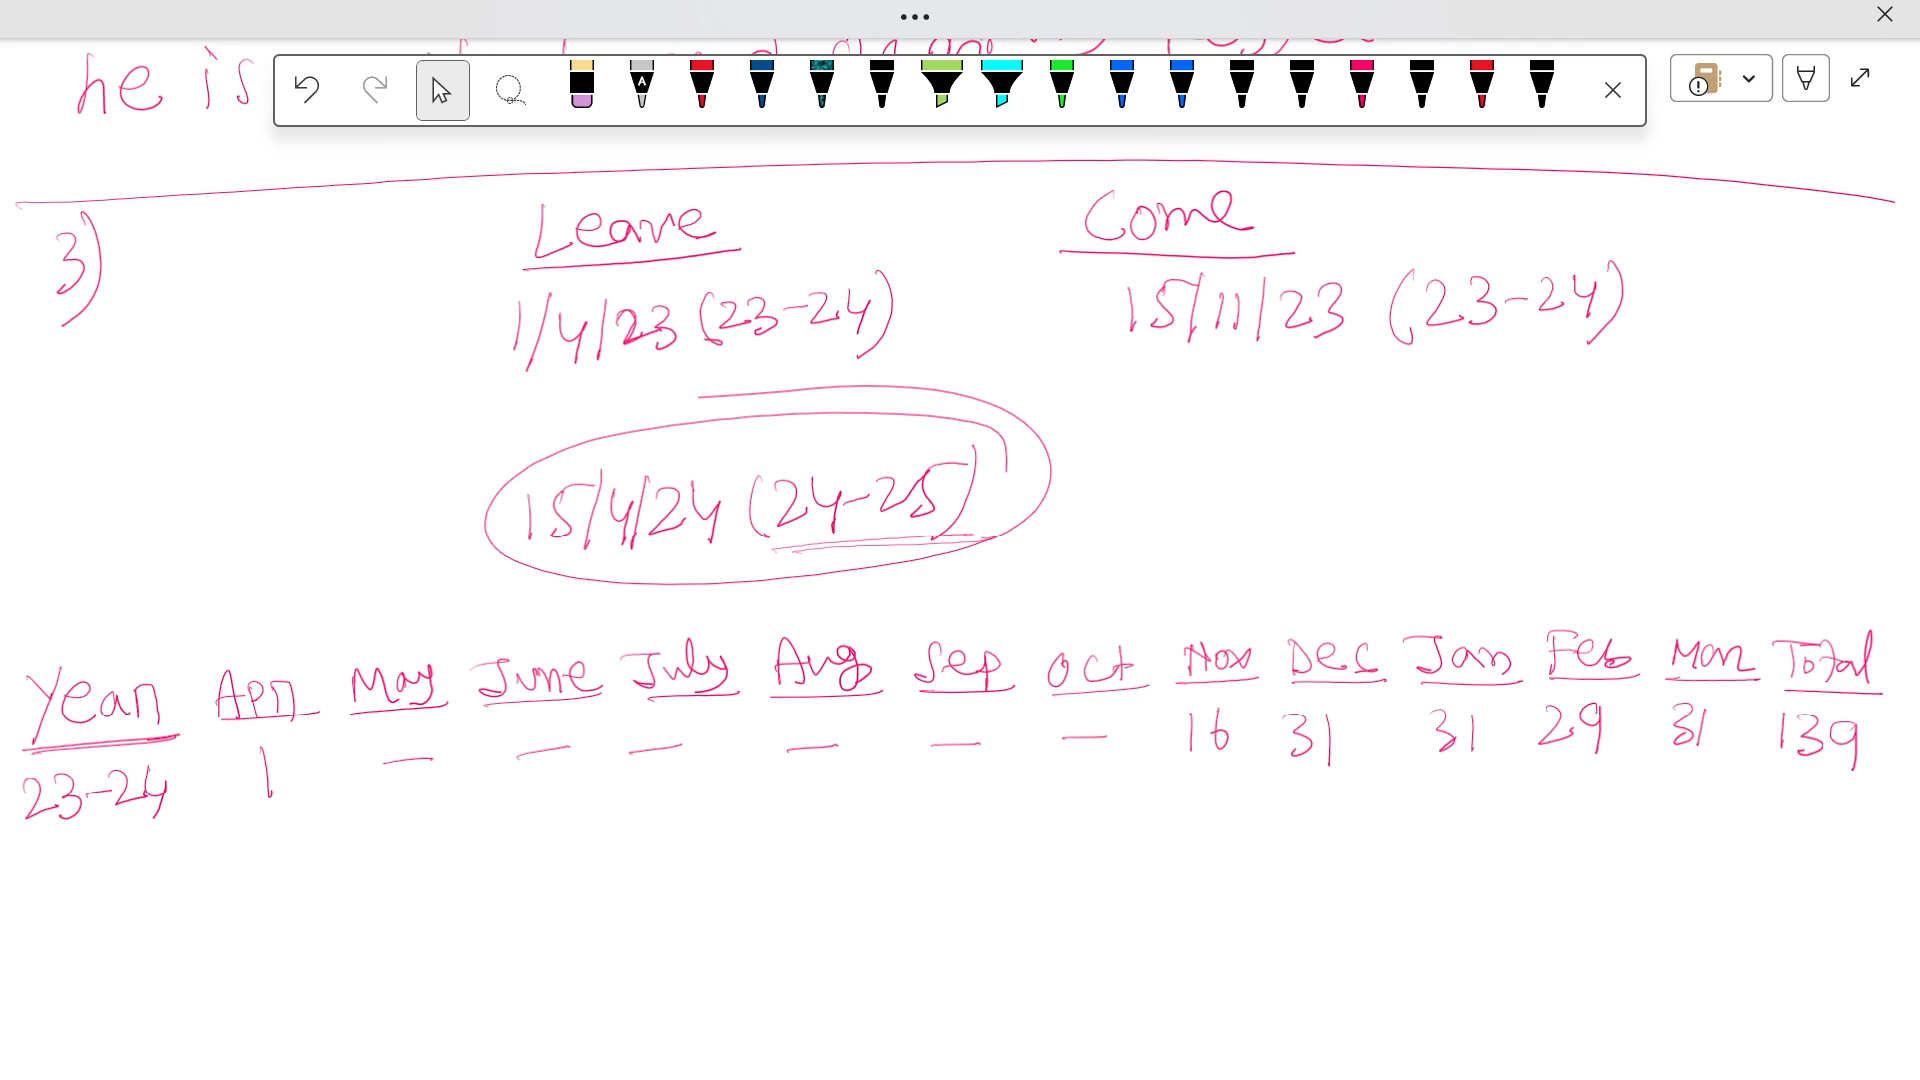 he is
3)
Leave Come
1/4/23 (23-24) 15/11/23 (23-24)
15/4/24 (24-25)
Year Apr May June July Aug Sep Oct Nov Dec Jan Feb Mar Total
23-24 1 — — — — — — 16 31 31 29 31 139